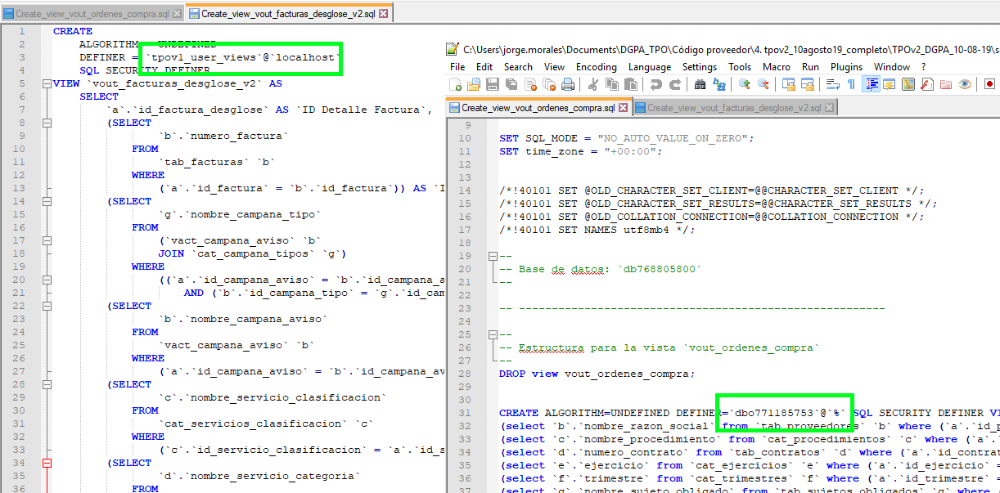 Create_view_vout_ordenes_compra.sql
Create_view_vout_facturas_desglose_v2.sql
1 CREATE
2 ALGORITHM = UNDEFINED
3 DEFINER = `tpov1_user_views`@`localhost`
4 SQL SECURITY DEFINER
5 VIEW `vout_facturas_desglose_v2` AS
6 SELECT
7 `a`.`id_factura_desglose` AS `ID Detalle Factura`,
8 (SELECT
9 `b`.`numero_factura`
10 FROM
11 `tab_facturas` `b`
12 WHERE
13 (`a`.`id_factura` = `b`.`id_factura`)) AS `I
14 (SELECT
15 `g`.`nombre_campana_tipo`
16 FROM
17 (`vact_campana_aviso` `b`
18 JOIN `cat_campana_tipos` `g`)
19 WHERE
20 ((`a`.`id_campana_aviso` = `b`.`id_campana_a
21 AND (`b`.`id_campana_tipo` = `g`.`id_cam
22 (SELECT
23 `b`.`nombre_campana_aviso`
24 FROM
25 `vact_campana_aviso` `b`
26 WHERE
27 (`a`.`id_campana_aviso` = `b`.`id_campana_av
28 (SELECT
29 `c`.`nombre_servicio_clasificacion`
30 FROM
31 `cat_servicios_clasificacion` `c`
32 WHERE
33 (`c`.`id_servicio_clasificacion` = `a`.`id_s
34 (SELECT
35 `d`.`nombre_servicio_categoria`
36 FROM
C:\Users\jorge.morales\Documents\DGPA_TPO\Código proveedor\4. tpov2_10agosto19_completo\TPOv2_DGPA_10-08-19\s
File Edit Search View Encoding Language Settings Tools Macro Run Plugins Window ?
Create_view_vout_ordenes_compra.sql
Create_view_vout_facturas_desglose_v2.sql
9
10 SET SQL_MODE = "NO_AUTO_VALUE_ON_ZERO";
11 SET time_zone = "+00:00";
12
13
14 /*!40101 SET @OLD_CHARACTER_SET_CLIENT=@@CHARACTER_SET_CLIENT */;
15 /*!40101 SET @OLD_CHARACTER_SET_RESULTS=@@CHARACTER_SET_RESULTS */;
16 /*!40101 SET @OLD_COLLATION_CONNECTION=@@COLLATION_CONNECTION */;
17 /*!40101 SET NAMES utf8mb4 */;
18
19 --
20 -- Base de datos: `db768805800`
21 --
22
23 -- --------------------------------------------------------
24
25 --
26 -- Estructura para la vista `vout_ordenes_compra`
27 --
28 DROP view vout_ordenes_compra;
29
30
31 CREATE ALGORITHM=UNDEFINED DEFINER=`dbo771185753`@`%` SQL SECURITY DEFINER VI
32 (select `b`.`nombre_razon_social` from `tab_proveedores` `b` where (`a`.`id_p
33 (select `c`.`nombre_procedimiento` from `cat_procedimientos` `c` where (`a`.`
34 (select `d`.`numero_contrato` from `tab_contratos` `d` where (`a`.`id_contrat
35 (select `e`.`ejercicio` from `cat_ejercicios` `e` where (`a`.`id_ejercicio` =
36 (select `f`.`trimestre` from `cat_trimestres` `f` where (`a`.`id_trimestre` =
37 (select `g`.`nombre_sujeto_obligado` from `tab_sujetos_obligados` `g` where